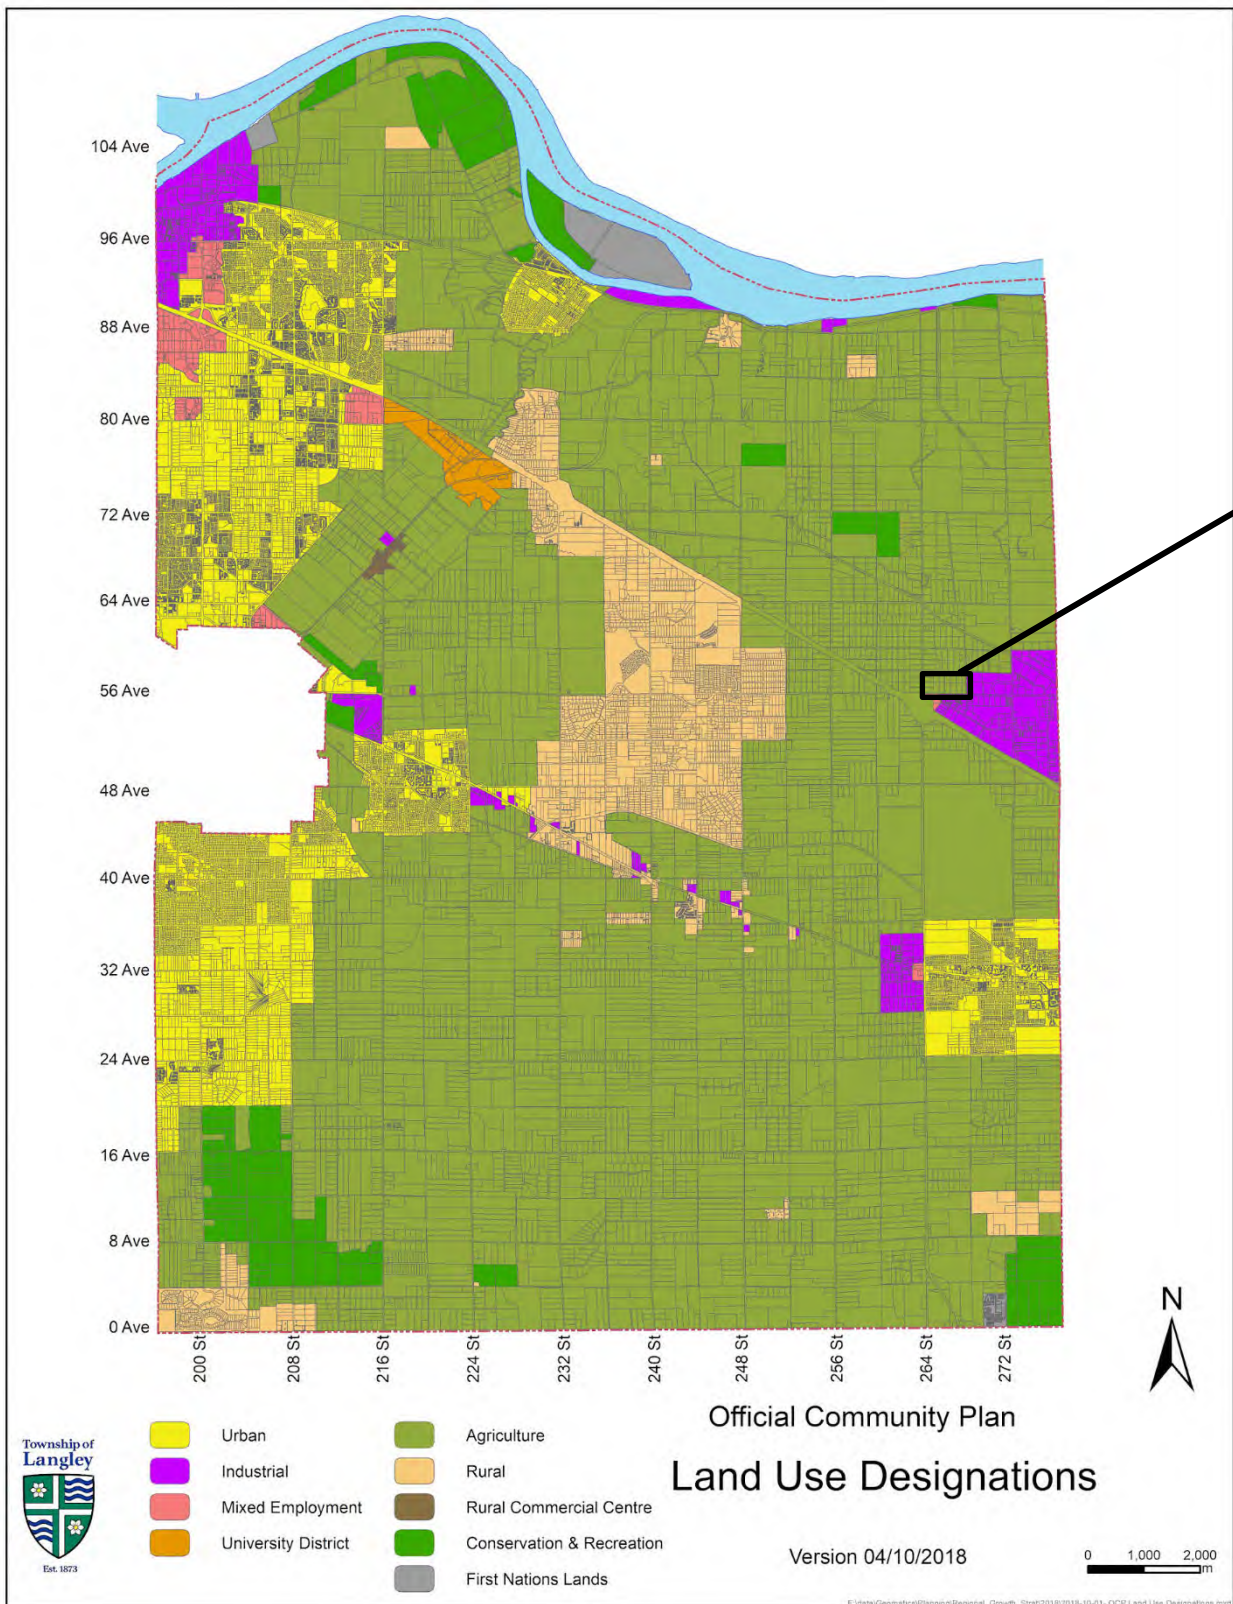 104 Ave
96 Ave
88 Ave
80 Ave
72 Ave
64 Ave
56 Ave
48 Ave
40 Ave
32 Ave
24 Ave
16 Ave
8 Ave
0 Ave
200 St
208 St
216 St
224 St
232 St
240 St
248 St
256 St
264 St
272 St
N
Official Community Plan
Land Use Designations
Version 04/10/2018
0 1,000 2,000
m
Township of
Langley
Est. 1873
Urban
Industrial
Mixed Employment
University District
Agriculture
Rural
Rural Commercial Centre
Conservation & Recreation
First Nations Lands